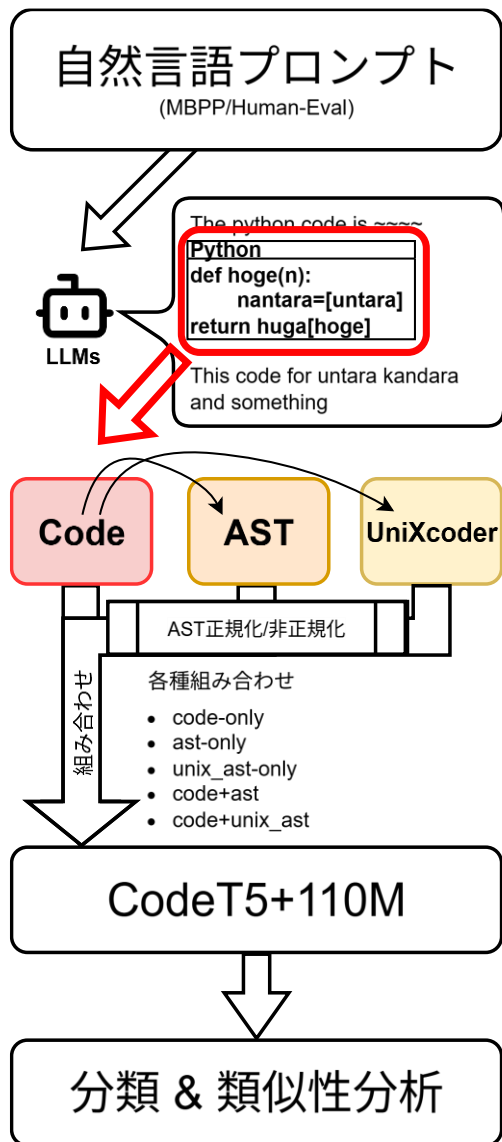 自然言語プロンプト
(MBPP/Human-Eval)
The python code is ~~~~
Python
def hoge(n):
nantara=[untara]
return huga[hoge]
This code for untara kandara
and something
LLMs
Code
AST
UniXcoder
AST正規化/非正規化
組み合わせ
各種組み合わせ
• code-only
• ast-only
• unix_ast-only
• code+ast
• code+unix_ast
CodeT5+110M
分類 & 類似性分析